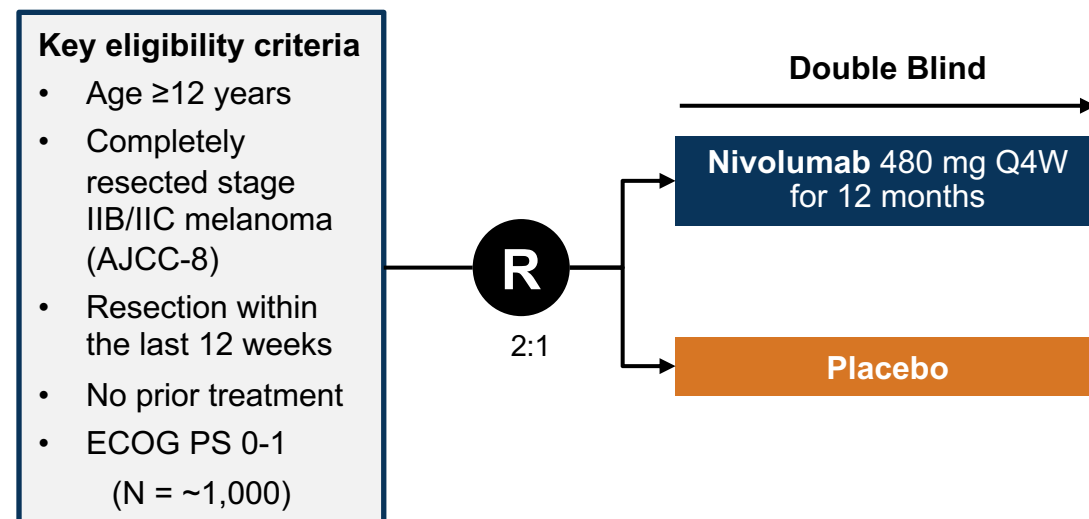 Key eligibility criteria
• Age ≥12 years
• Completely
resected stage
IIB/IIC melanoma
(AJCC-8)
• Resection within
the last 12 weeks
• No prior treatment
• ECOG PS 0-1
(N = ~1,000)
R
2:1
Double Blind
Nivolumab 480 mg Q4W
for 12 months
Placebo